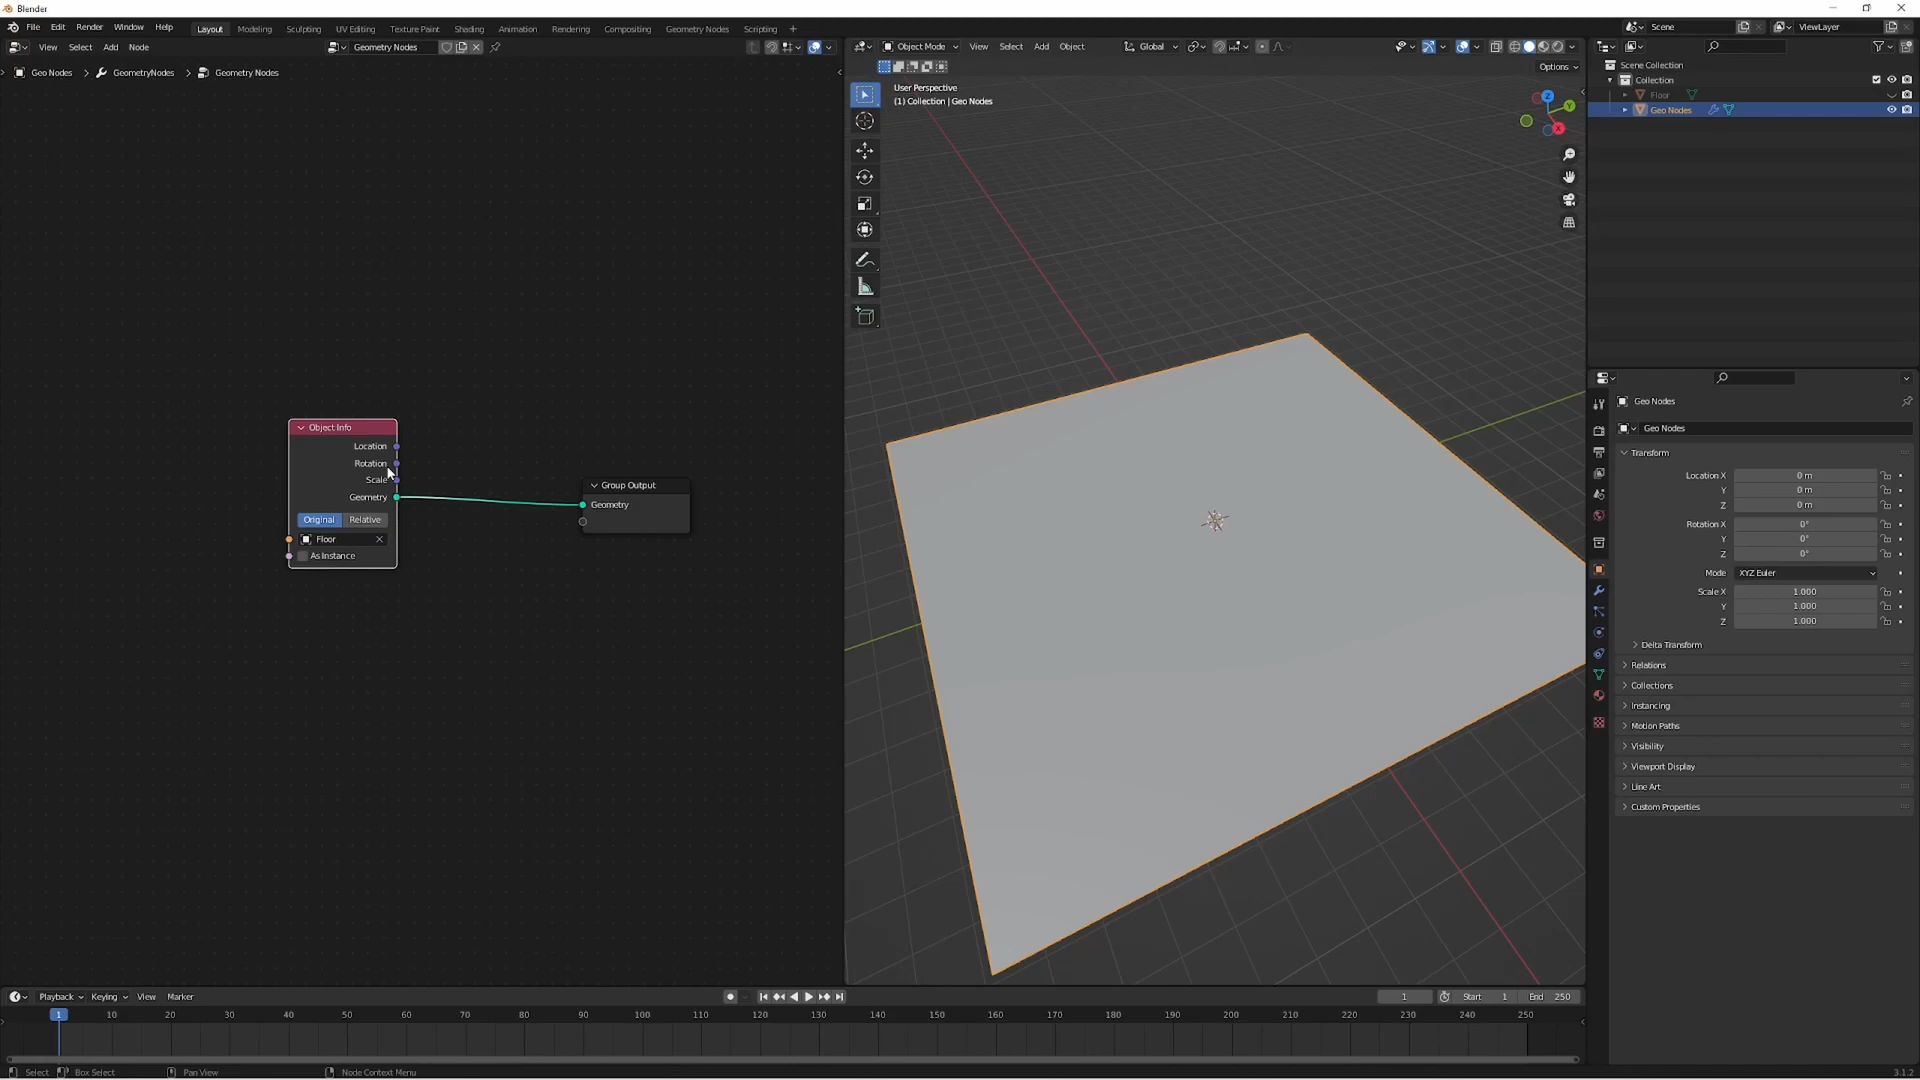 Blender
File Edit Render Window Help
Layout Modeling Sculpting UV Editing Texture Paint Shading Animation Rendering Compositing Geometry Nodes Scripting +
Scene
ViewLayer
View Select Add Node
Geometry Nodes
Object Mode View Select Add Object
Global
Options
Geo Nodes > GeometryNodes > Geometry Nodes
User Perspective
(1) Collection | Geo Nodes
Z
Y
X
Scene Collection
Collection
Floor
Geo Nodes
Object Info
Location
Rotation
Scale
Geometry
Original Relative
Floor
As Instance
Group Output
Geometry
Geo Nodes
Geo Nodes
Transform
Location X 0 m
Y 0 m
Z 0 m
Rotation X 0°
Y 0°
Z 0°
Mode XYZ Euler
Scale X 1.000
Y 1.000
Z 1.000
Delta Transform
Relations
Collections
Instancing
Motion Paths
Visibility
Viewport Display
Line Art
Custom Properties
Playback Keying View Marker
1 Start 1 End 250
1 10 20 30 40 50 60 70 80 90 100 110 120 130 140 150 160 170 180 190 200 210 220 230 240 250
Select Box Select Pan View Node Context Menu
3.1.2